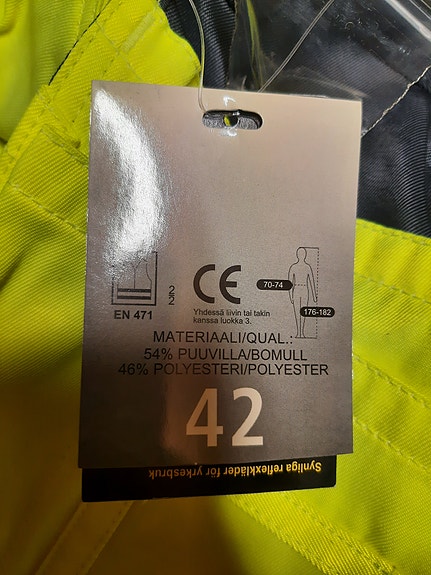 EN 471
2
2
CE
Yhdessä liivin tai takin
kanssa luokka 3.
70-74
176-182
MATERIAALI/QUAL.:
54% PUUVILLA/BOMULL
46% POLYESTERI/POLYESTER
42
Synliga reflexkläder för yrkesbruk